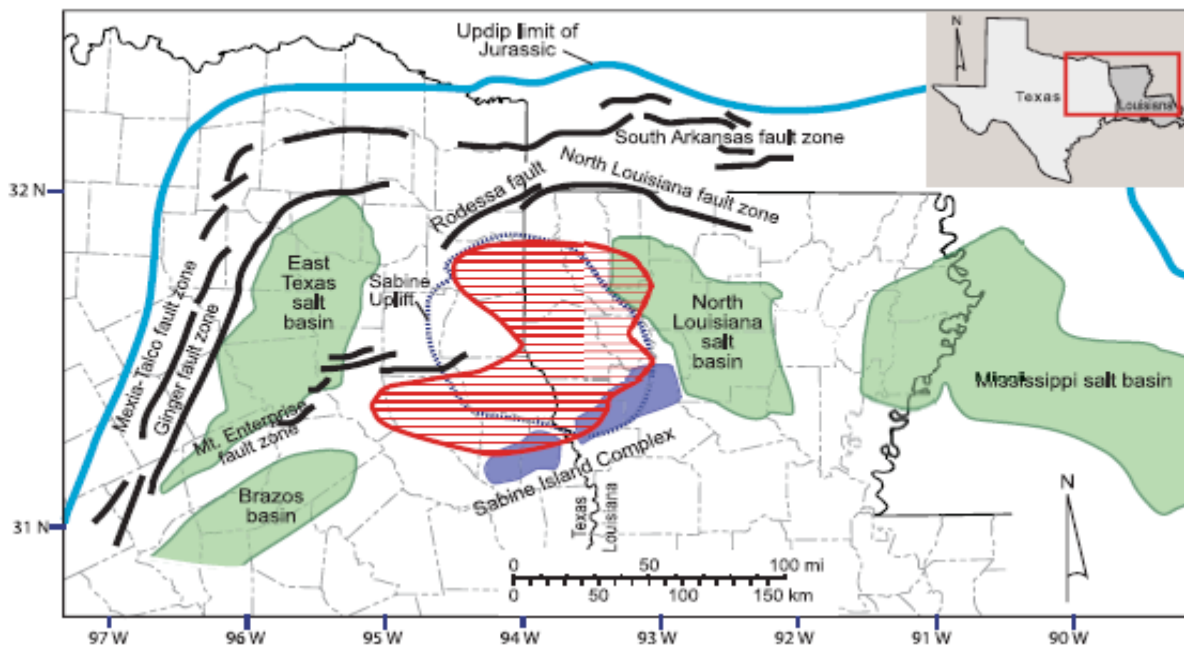 Updip limit of
Jurassic
N
Texas
Louisiana
South Arkansas fault zone
32 N
Rodessa fault
North Louisiana fault zone
East
Texas
salt
basin
Sabine
Uplift
North
Louisiana
salt
basin
Mississippi salt basin
Mexia-Talco fault zone
Ginger fault zone
Mt. Enterprise
fault zone
Sabine Island Complex
Brazos
basin
31 N
Texas
Louisiana
N
0 50 100 mi
0 50 100 150 km
97 W 96 W 95 W 94 W 93 W 92 W 91 W 90 W